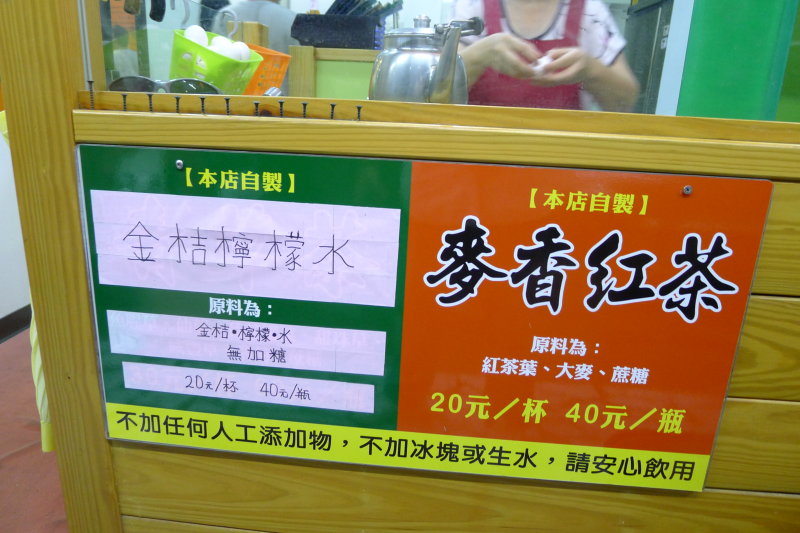 【本店自製】
金桔檸檬水
原料為：
金桔•檸檬•水
無加糖
20元/杯 40元/瓶
【本店自製】
麥香紅茶
原料為：
紅茶葉、大麥、蔗糖
20元／杯 40元／瓶
不加任何人工添加物，不加冰塊或生水，請安心飲用